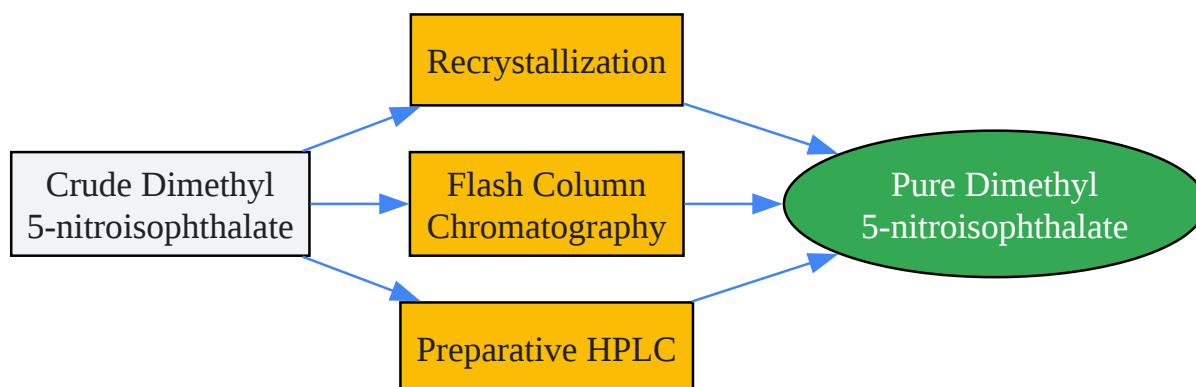 Recrystallization
Crude Dimethyl
5-nitroisophthalate
Flash Column
Chromatography
Pure Dimethyl
5-nitroisophthalate
Preparative HPLC